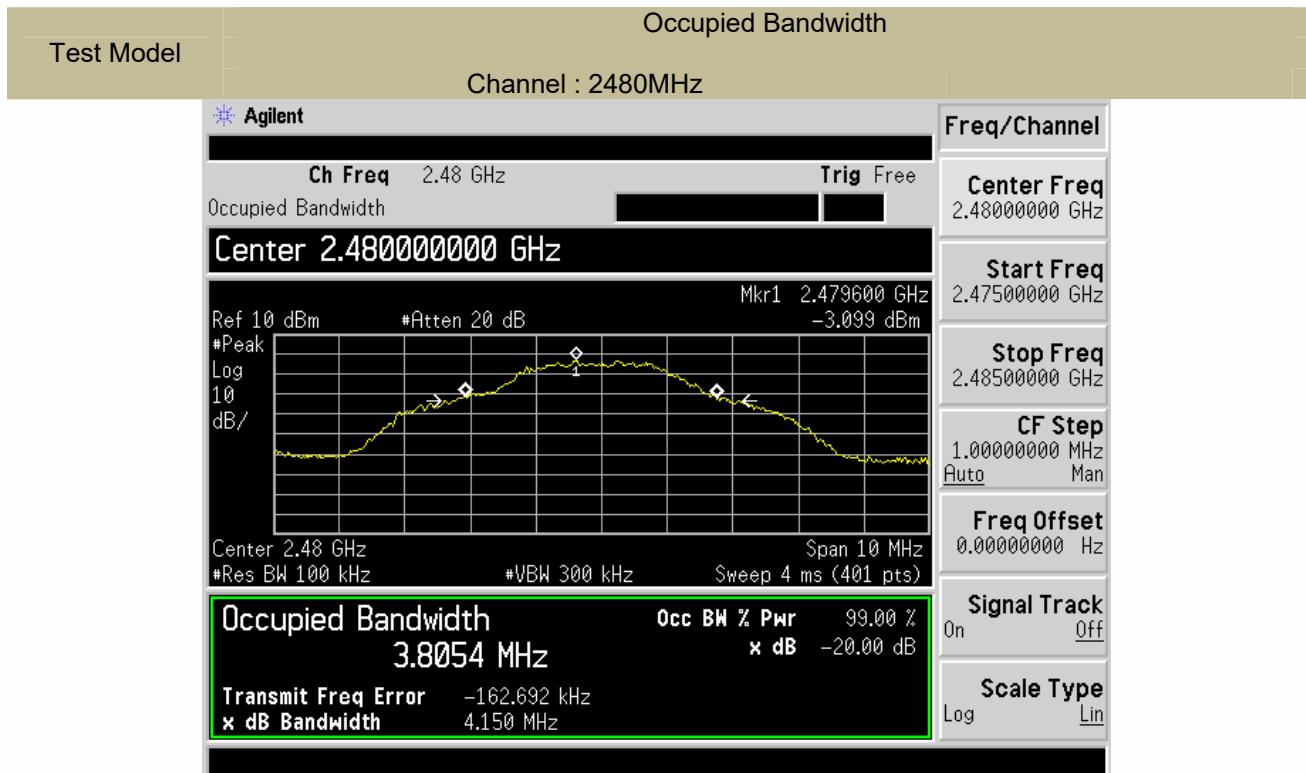 Occupied Bandwidth
Test Model
Channel : 2480MHz
Agilent
Ch Freq 2.48 GHz Trig Free
Occupied Bandwidth
Center 2.480000000 GHz
Mkr1 2.479600 GHz
Ref 10 dBm #Atten 20 dB -3.099 dBm
#Peak
Log
10
dB/
1
Center 2.48 GHz Span 10 MHz
#Res BW 100 kHz #VBW 300 kHz Sweep 4 ms (401 pts)
Occupied Bandwidth Occ BW % Pwr 99.00 %
3.8054 MHz x dB -20.00 dB
Transmit Freq Error -162.692 kHz
x dB Bandwidth 4.150 MHz
Freq/Channel
Center Freq
2.48000000 GHz
Start Freq
2.47500000 GHz
Stop Freq
2.48500000 GHz
CF Step
1.00000000 MHz
Auto Man
Freq Offset
0.00000000 Hz
Signal Track
On Off
Scale Type
Log Lin